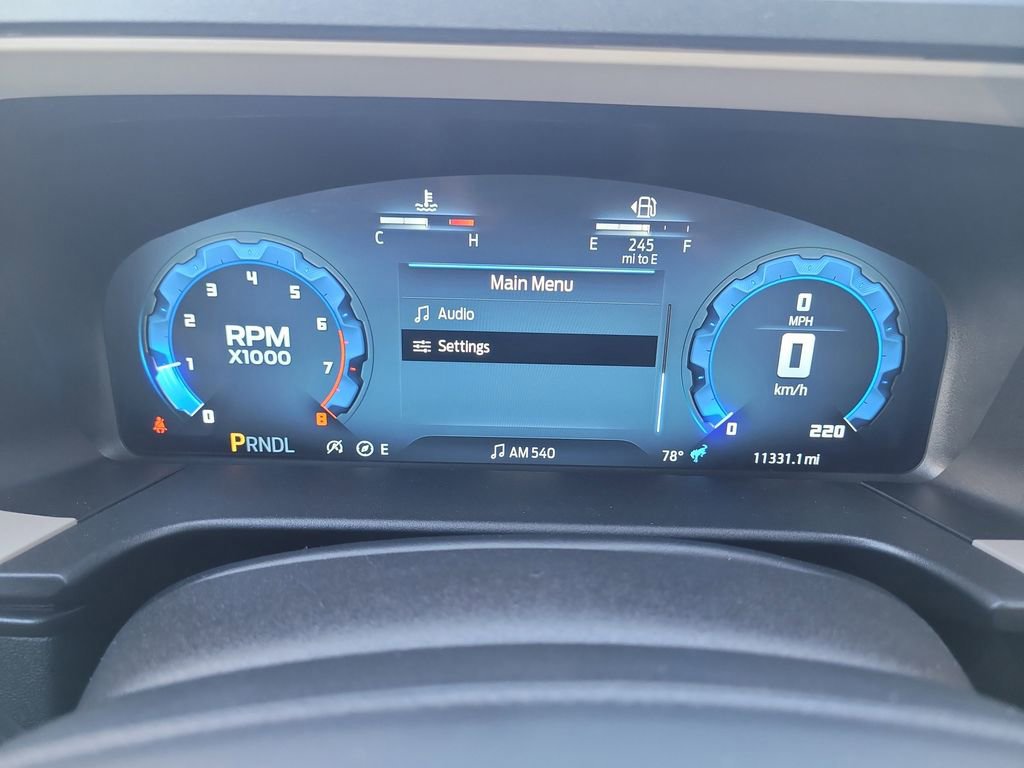 C H
E 245 F
mi to E
Main Menu
Audio
Settings
0
1
2
3
4
5
6
7
8
RPM
X1000
0
MPH
0
km/h
0
220
PRNDL
E
AM 540
78°
11331.1 mi